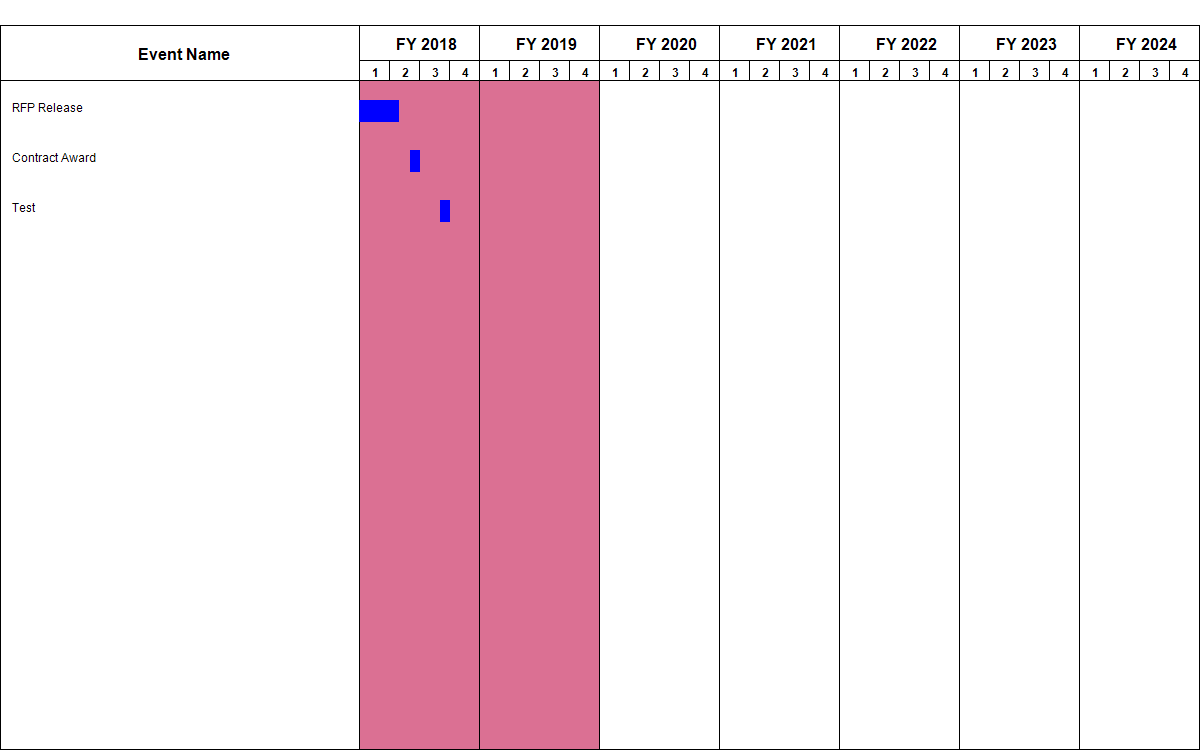 Event Name FY 2018 FY 2019 FY 2020 FY 2021 FY 2022 FY 2023 FY 2024
1 2 3 4 1 2 3 4 1 2 3 4 1 2 3 4 1 2 3 4 1 2 3 4 1 2 3 4
RFP Release
Contract Award
Test